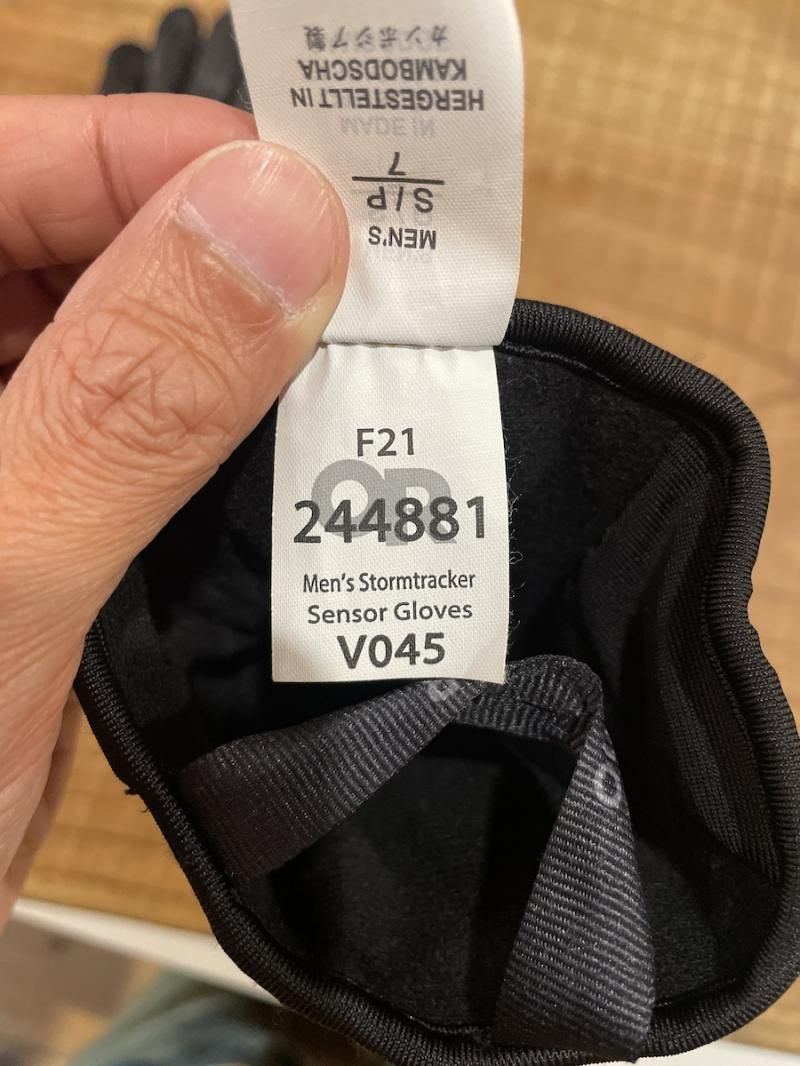 カンボジア製
KAMBODSCHA
HERGESTELLT IN
MADE IN
7
S / P
MEN'S
F21
OR
244881
Men's Stormtracker
Sensor Gloves
V045